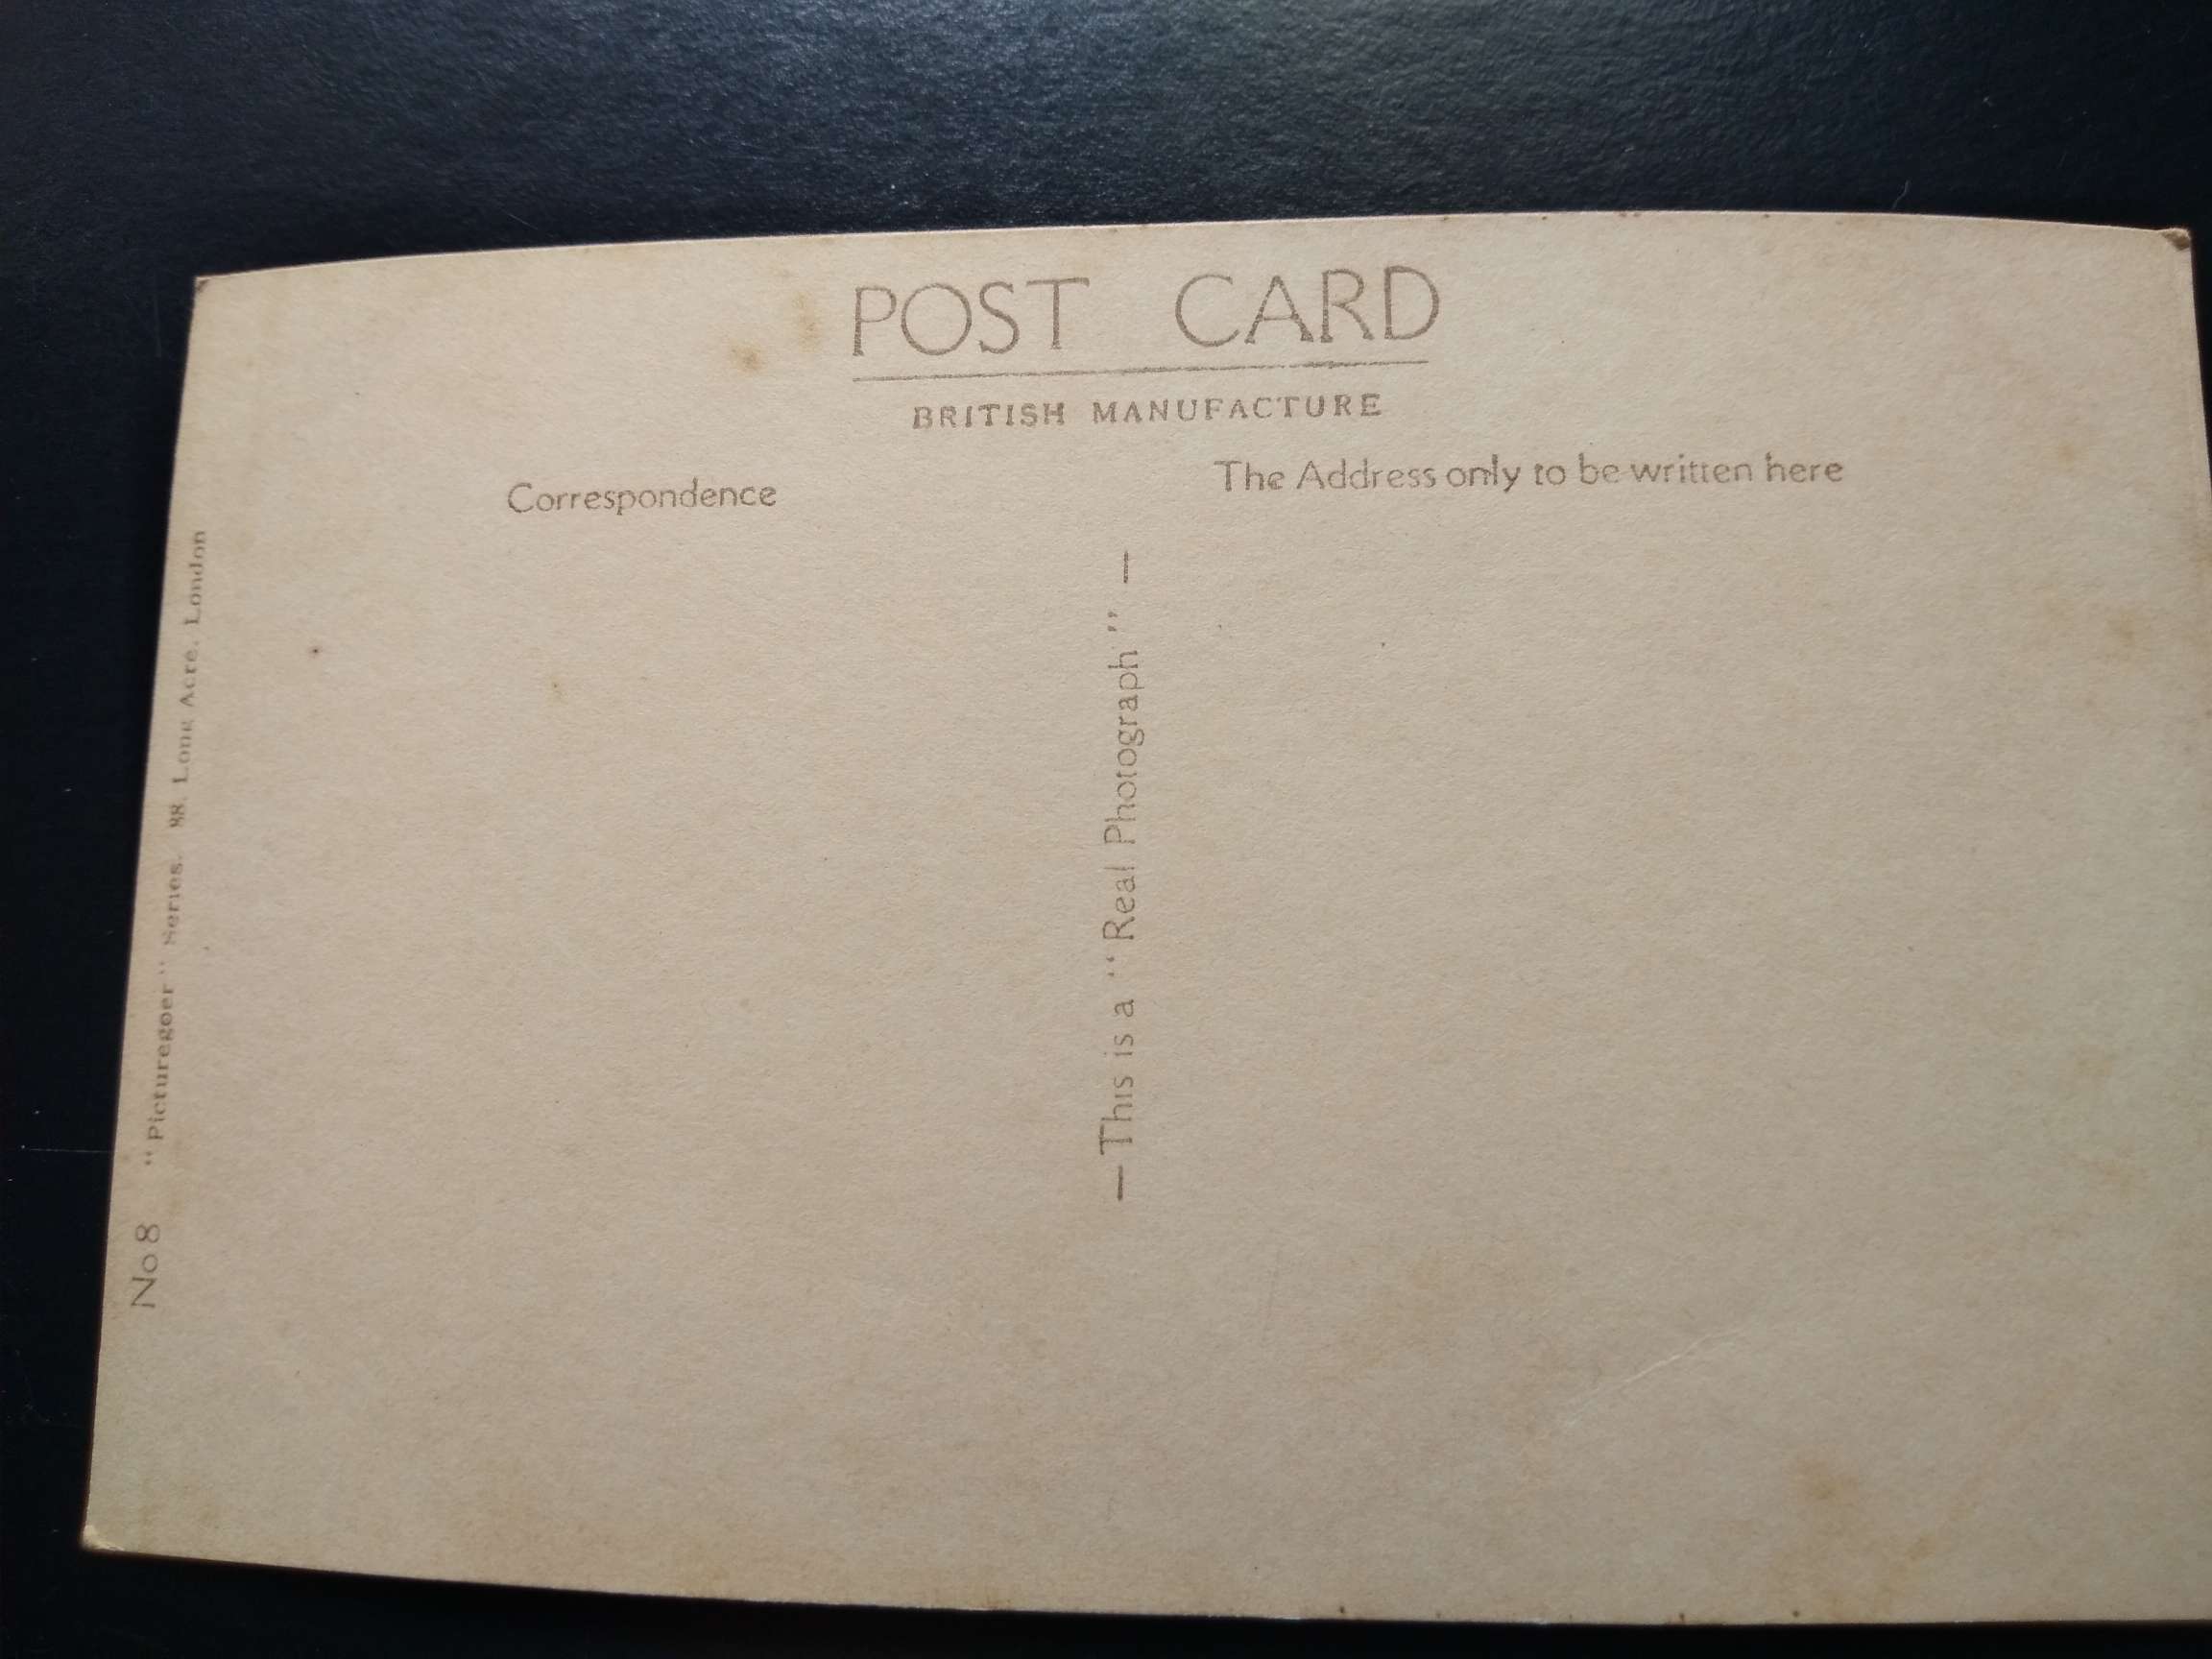 POST CARD
BRITISH MANUFACTURE
Correspondence
The Address only to be written here
— This is a "Real Photograph" —
No 8 "Picturegoer" Series. 88. Long Acre. London